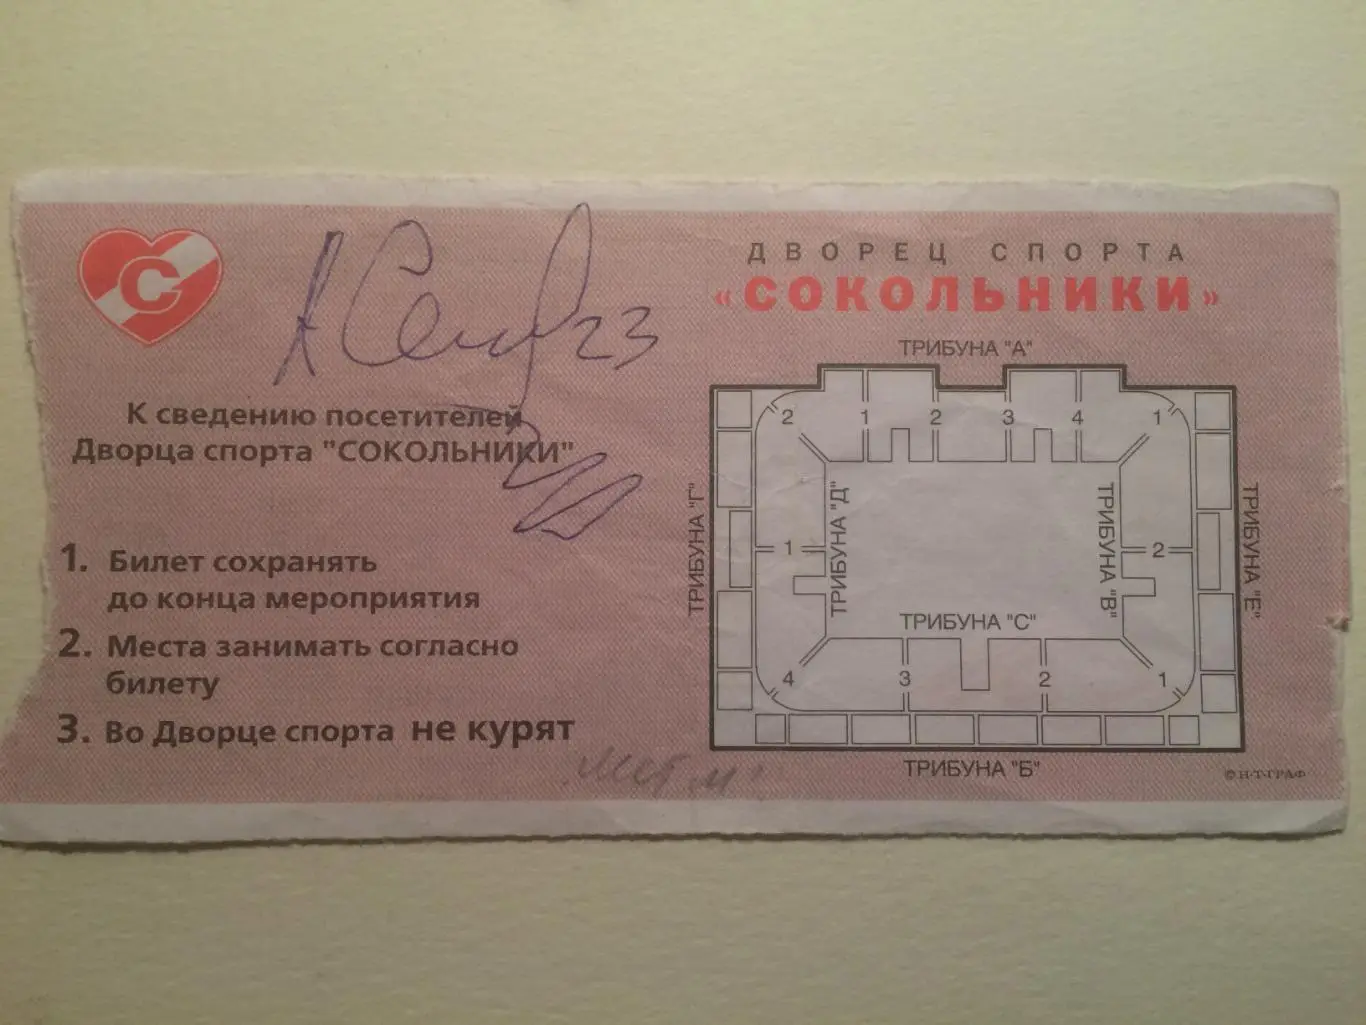 С
23
К сведению посетителей
Дворца спорта "СОКОЛЬНИКИ"
1. Билет сохранять
до конца мероприятия
2. Места занимать согласно
билету
3. Во Дворце спорта не курят
ДВОРЕЦ СПОРТА
«СОКОЛЬНИКИ»
ТРИБУНА "А"
2 1 2 3 4 1
ТРИБУНА "Г"
ТРИБУНА "Д"
ТРИБУНА "В"
ТРИБУНА "Е"
1 2
ТРИБУНА "С"
4 3 2 1
ТРИБУНА "Б"
© Н-Т-ГРАФ